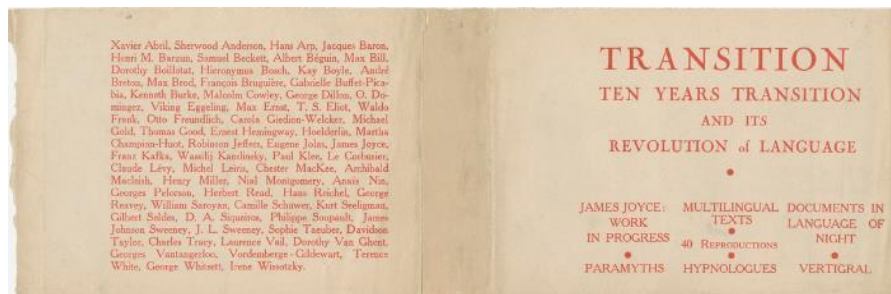 Xavier Abril, Sherwood Anderson, Hans Arp, Jacques Baron,
Henri M. Barzun, Samuel Beckett, Albert Béguin, Max Bill,
Dorothy Boillotat, Hieronymus Bosch, Kay Boyle, André
Breton, Max Brod, François Bruguière, Gabrielle Buffet-Pica-
bia, Kenneth Burke, Malcolm Cowley, George Dillon, O. Do-
minguez, Viking Eggeling, Max Ernst, T. S. Eliot, Waldo
Frank, Otto Freundlich, Carola Giedion-Welcker, Michael
Gold, Thomas Good, Ernest Hemingway, Hoelderlin, Martha
Champion-Huot, Robinson Jeffers, Eugene Jolas, James Joyce,
Franz Kafka, Wassilij Kandinsky, Paul Klee, Le Corbusier,
Claude Lévy, Michel Leiris, Chester MacKee, Archibald
Macleish, Henry Miller, Nial Montgomery, Anais Nin,
Georges Pelorson, Herbert Read, Hans Reichel, George
Reavey, William Saroyan, Camille Schuwer, Kurt Seeligman,
Gilbert Seldes, D. A. Siqueiros, Philippe Soupault, James
Johnson Sweeney, J. L. Sweeney, Sophie Taeuber, Davidson
Taylor, Charles Tracy, Laurence Vail, Dorothy Van Ghent,
Georges Vantongerloo, Vordemberge-Gildewart, Terence
White, George Whitsett, Irene Wissotzky.
TRANSITION
TEN YEARS TRANSITION
AND ITS
REVOLUTION of LANGUAGE
JAMES JOYCE:
WORK
IN PROGRESS
PARAMYTHS
MULTILINGUAL
TEXTS
40 REPRODUCTIONS
HYPNOLOGUES
DOCUMENTS IN
LANGUAGE OF
NIGHT
VERTIGRAL